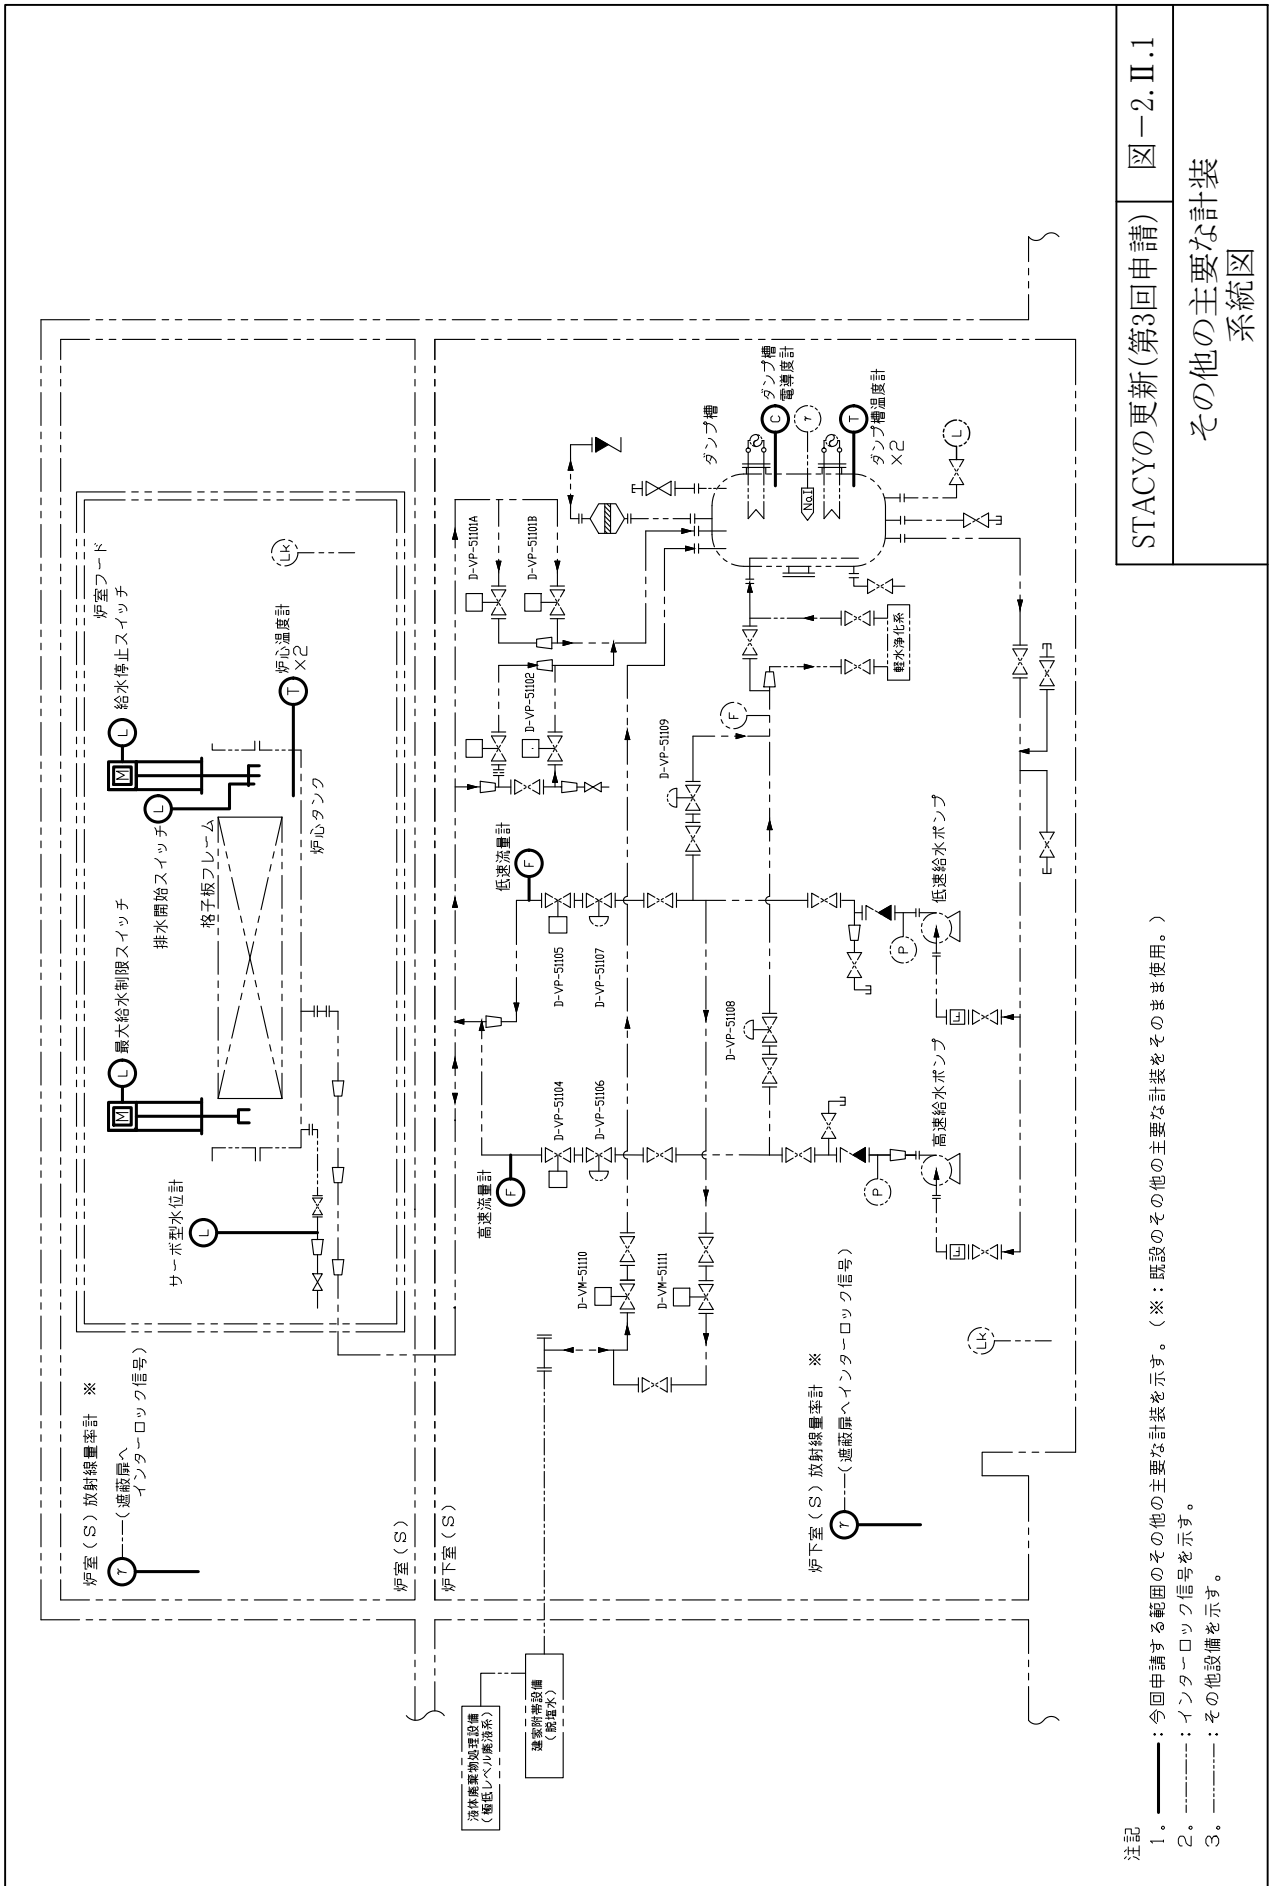 炉室(S)放射線量率計 ※
γ
(遮蔽扉へ
インターロック信号)
サーボ型水位計
L
最大給水制限スイッチ
L
M
排水開始スイッチ
L
給水停止スイッチ
L
M
炉室フード
格子板フレーム
炉心タンク
炉心温度計
×2
T
Lk
炉室(S)
炉下室(S)
液体廃棄物処理設備
(極低レベル廃液系)
建家附帯設備
(脱塩水)
高速流量計
F
低速流量計
F
D-VP-51101A
D-VP-51101B
D-VP-51102
D-VP-51104
D-VP-51105
D-VP-51106
D-VP-51107
D-VM-51110
D-VM-51111
D-VP-51108
D-VP-51109
F
ダンプ槽
ダンプ槽
電導度計
C
γ
NaI
T
ダンプ槽温度計
×2
L
軽水浄化系
P
P
F
F
高速給水ポンプ
低速給水ポンプ
炉下室(S)放射線量率計 ※
γ
(遮蔽扉へインターロック信号)
Lk
注記
1. :今回申請する範囲のその他の主要な計装を示す。(※:既設のその他の主要な計装をそのまま使用。)
2. :インターロック信号を示す。
3. :その他設備を示す。
STACYの更新(第3回申請)
図-2.Ⅱ.1
その他の主要な計装
系統図